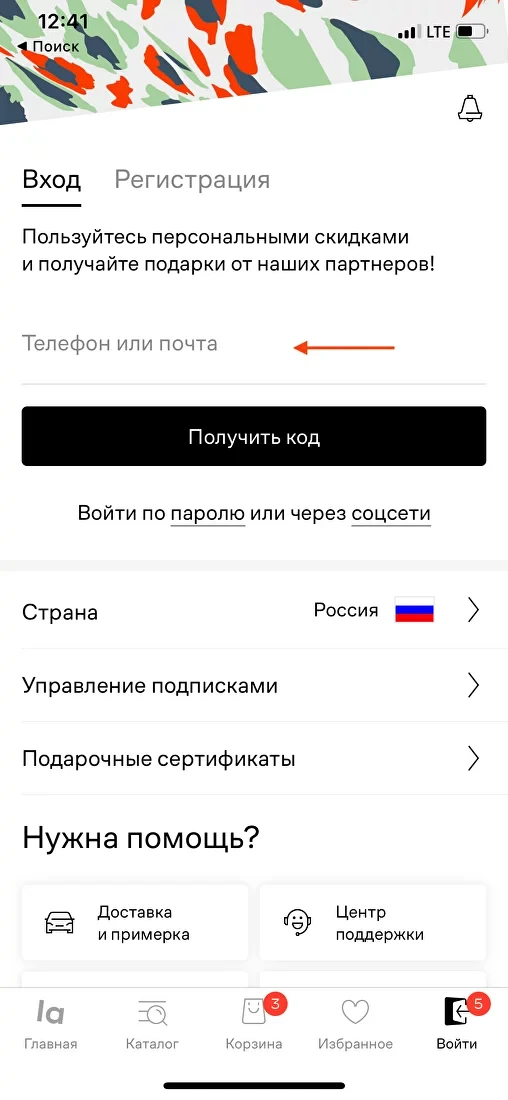 12:41
LTE
Поиск
Вход
Регистрация
Пользуйтесь персональными скидками
и получайте подарки от наших партнеров!
Телефон или почта
Получить код
Войти по паролю или через соцсети
Страна
Россия
Управление подписками
Подарочные сертификаты
Нужна помощь?
Доставка
и примерка
Центр
поддержки
la
3
5
Главная
Каталог
Корзина
Избранное
Войти